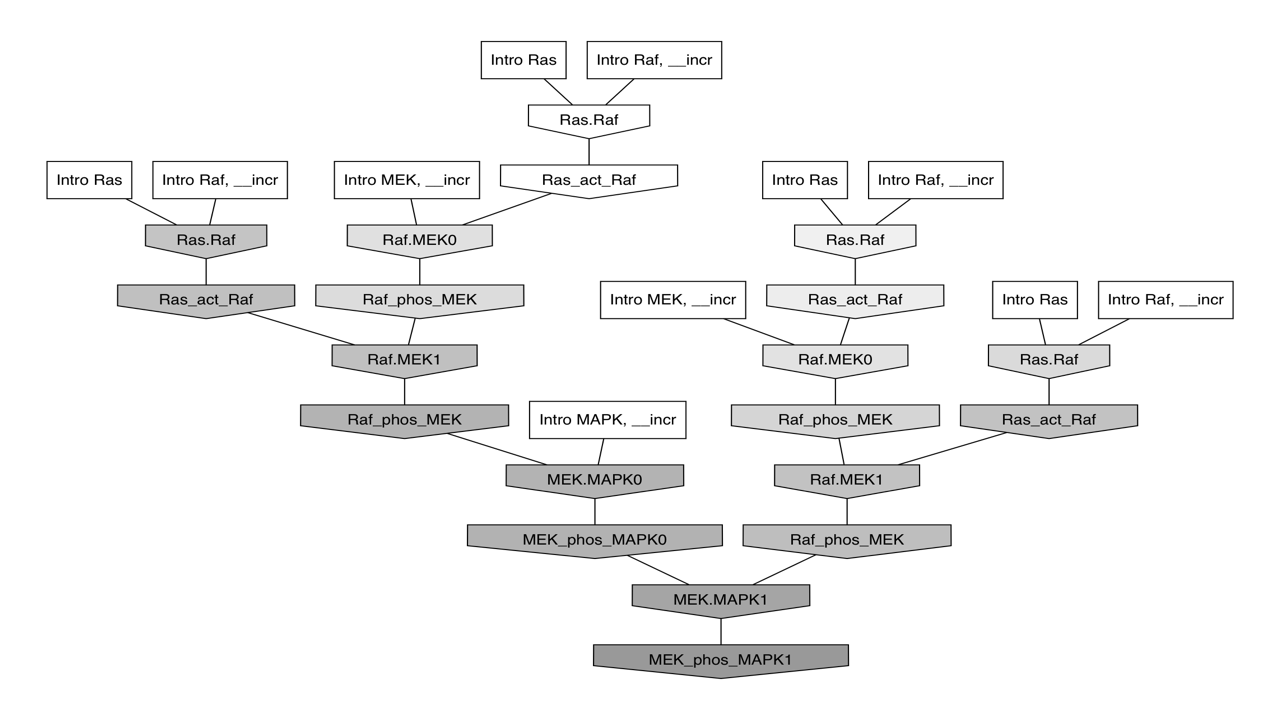 Intro Ras
Intro Raf, __incr
Ras.Raf
Intro Ras
Intro Raf, __incr
Intro MEK, __incr
Ras_act_Raf
Intro Ras
Intro Raf, __incr
Ras.Raf
Raf.MEK0
Ras.Raf
Ras_act_Raf
Raf_phos_MEK
Intro MEK, __incr
Ras_act_Raf
Intro Ras
Intro Raf, __incr
Raf.MEK1
Raf.MEK0
Ras.Raf
Raf_phos_MEK
Intro MAPK, __incr
Raf_phos_MEK
Ras_act_Raf
MEK.MAPK0
Raf.MEK1
MEK_phos_MAPK0
Raf_phos_MEK
MEK.MAPK1
MEK_phos_MAPK1